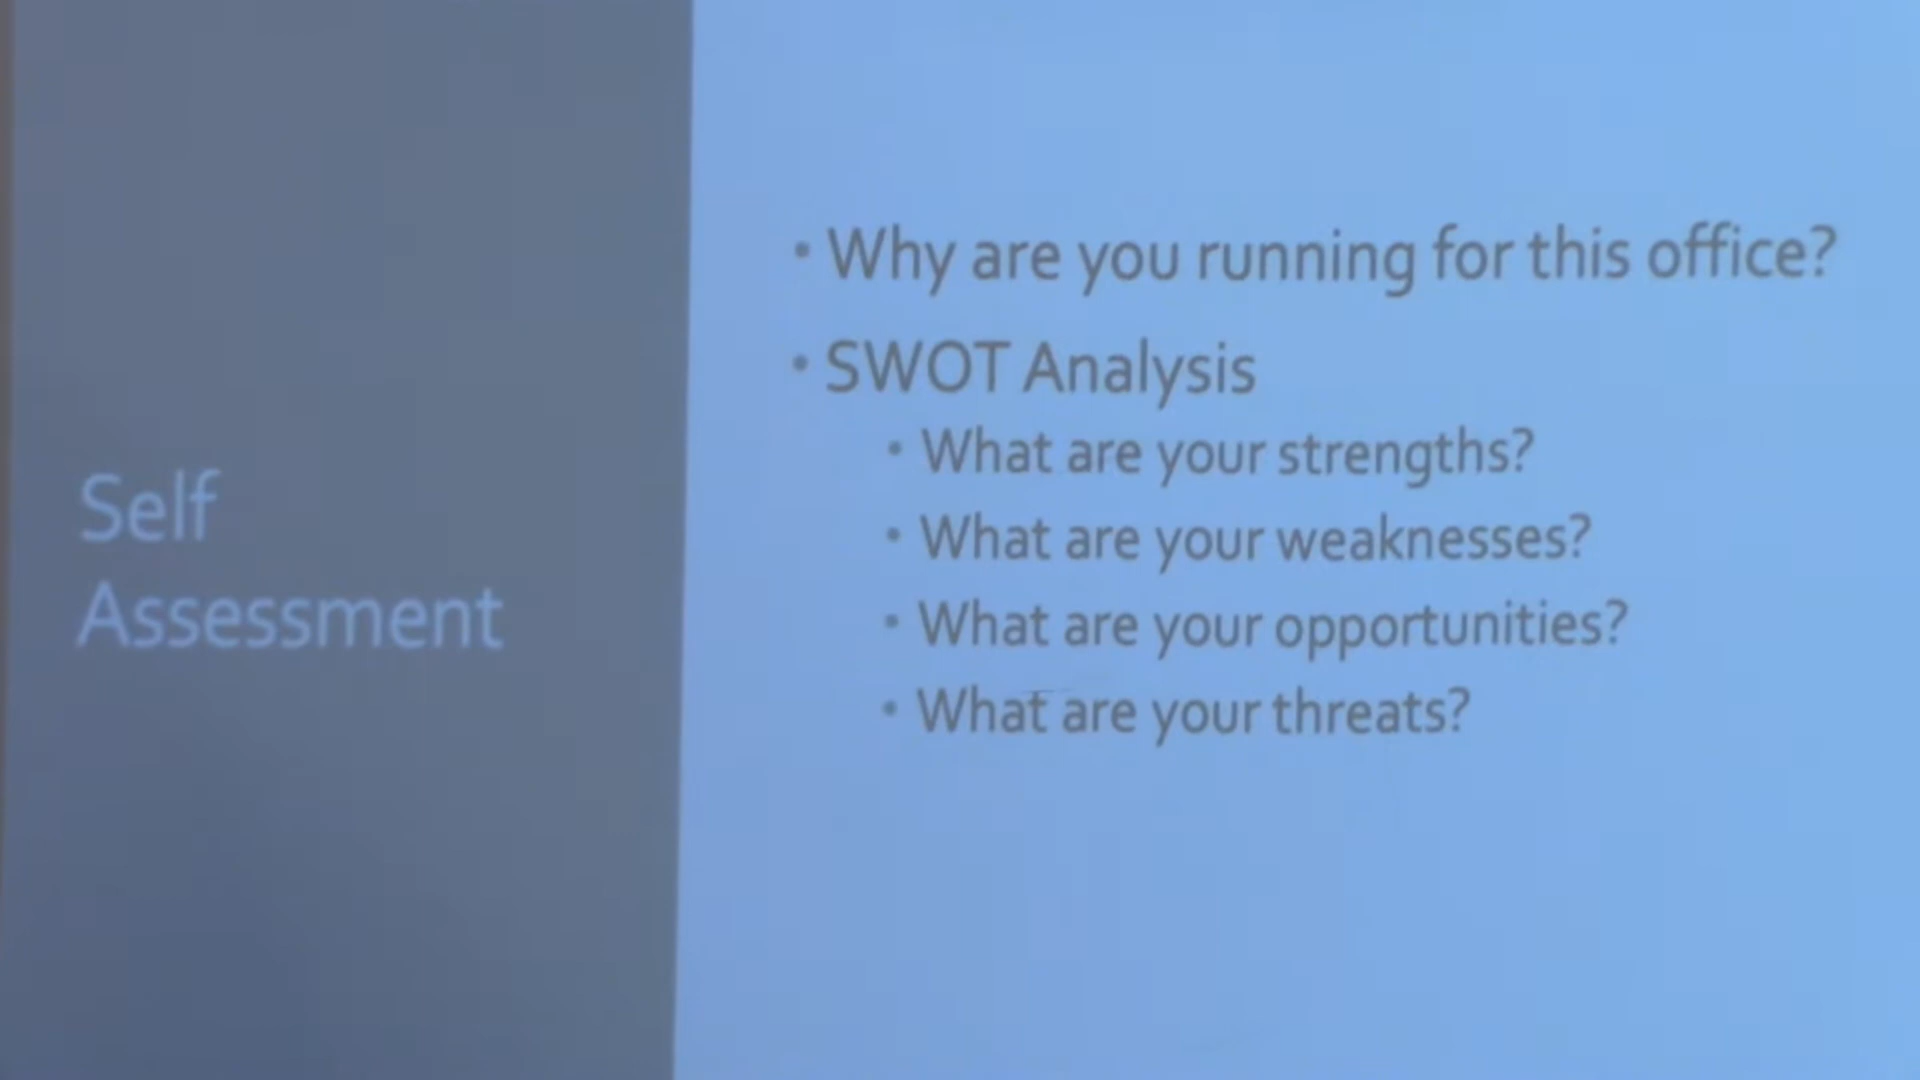 Self
Assessment
• Why are you running for this office?
• SWOT Analysis
• What are your strengths?
• What are your weaknesses?
• What are your opportunities?
• What are your threats?